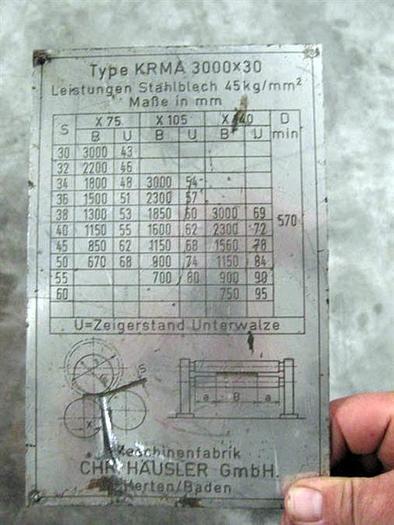 Type KRMA 3000x30
Leistungen Stahlblech 45kg/mm²
Maße in mm
S X 75 X 105 X 140 D
B U B U B U min
30 3000 43
32 2200 46
34 1800 48 3000 54
36 1500 51 2300 57
38 1300 53 1850 60 3000 69
40 1150 55 1600 62 2300 72 570
45 850 62 1150 68 1560 78
50 670 68 900 74 1150 84
55 700 80 900 90
60 750 95
U=Zeigerstand Unterwalze
S
X
a B a
Maschinenfabrik
CHR. HÄUSLER GmbH.
Herten/Baden